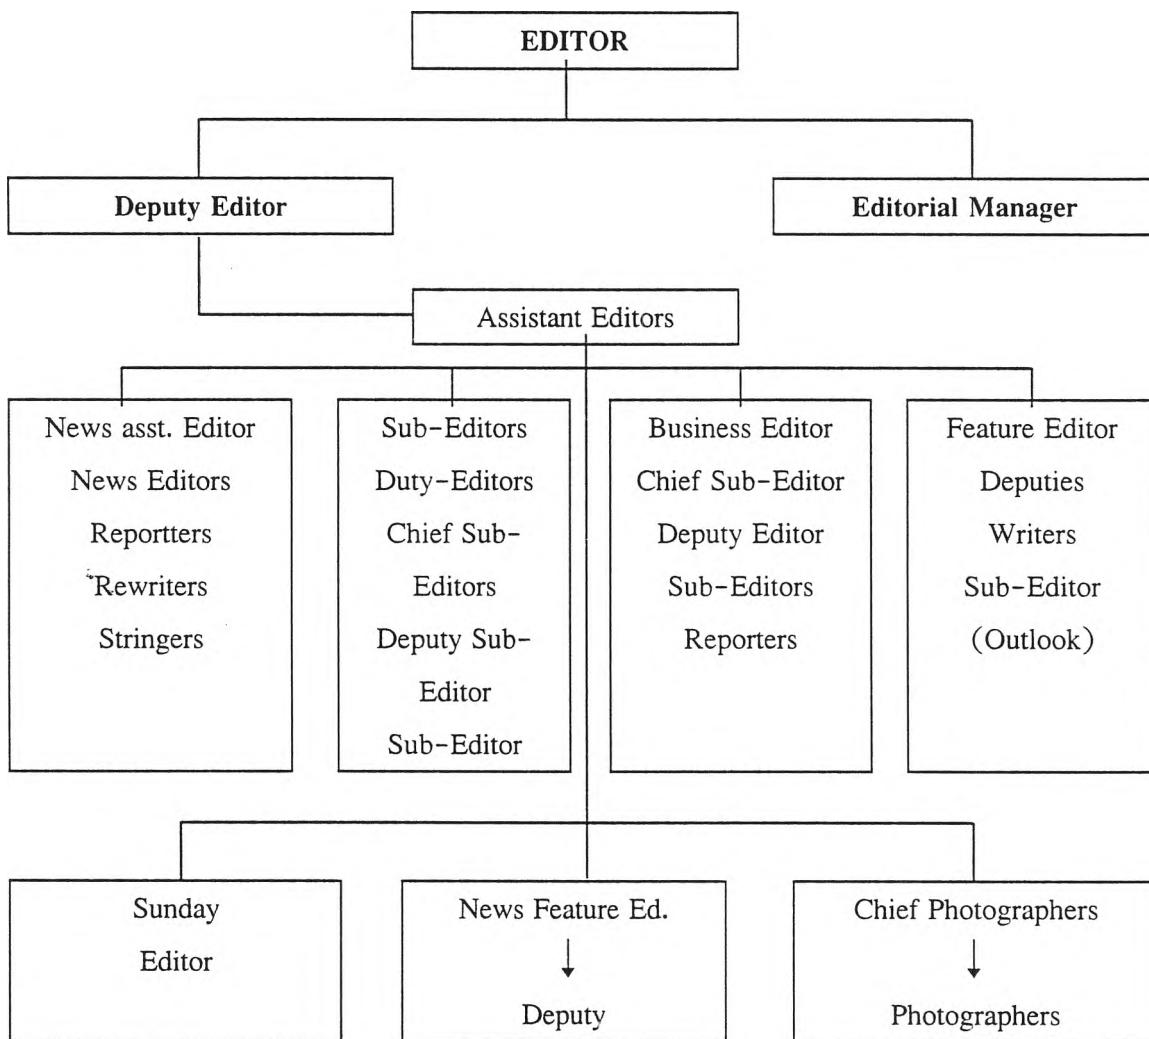 EDITOR
Deputy Editor
Editorial Manager
Assistant Editors
News asst. Editor
News Editors
Reportters
Rewriters
Stringers
Sub-Editors
Duty-Editors
Chief Sub-
Editors
Deputy Sub-
Editor
Sub-Editor
Business Editor
Chief Sub-Editor
Deputy Editor
Sub-Editors
Reporters
Feature Editor
Deputies
Writers
Sub-Editor
(Outlook)
Sunday
Editor
News Feature Ed.
Deputy
Chief Photographers
Photographers